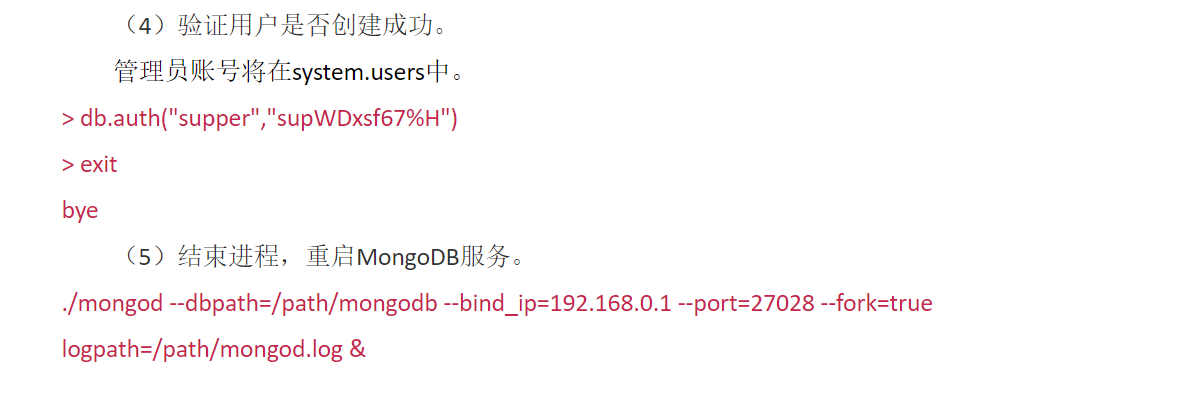 （4）验证用户是否创建成功。
管理员账号将在system.users中。
> db.auth("supper","supWDxsf67%H")
> exit
bye
（5）结束进程，重启MongoDB服务。
./mongod --dbpath=/path/mongodb --bind_ip=192.168.0.1 --port=27028 --fork=true
logpath=/path/mongod.log &